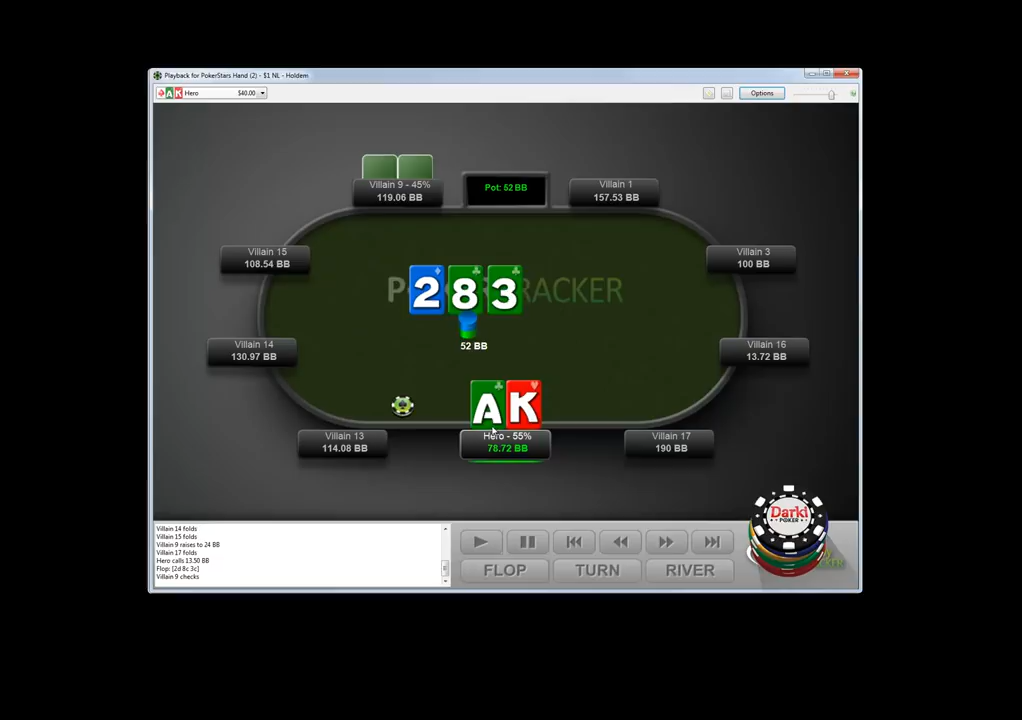 Playback for PokerStars Hand (2) - $1 NL - Holdem
A K Hero $40.00
Options
Villain 9 - 45%
119.06 BB
Pot: 52 BB
Villain 1
157.53 BB
Villain 15
108.54 BB
Villain 3
100 BB
2 8 3
RACKER
52 BB
Villain 14
130.97 BB
Villain 16
13.72 BB
A K
Villain 13
114.08 BB
Hero - 55%
78.72 BB
Villain 17
190 BB
Villain 14 folds
Villain 15 folds
Villain 9 raises to 24 BB
Villain 17 folds
Hero calls 13.50 BB
Flop: [2d 8c 3c]
Villain 9 checks
FLOP
TURN
RIVER
Darki
POKER